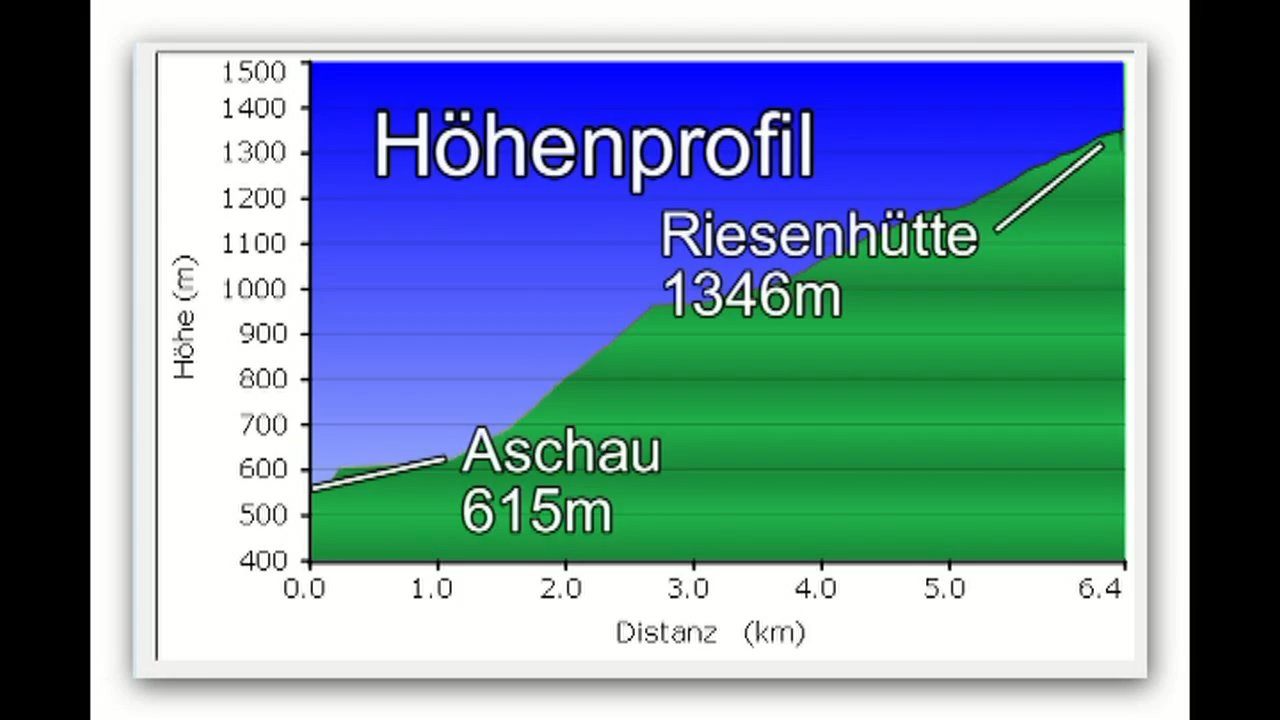 1500
1400
1300
1200
1100
1000
900
800
700
600
500
400
Höhe (m)
Höhenprofil
Riesenhütte
1346m
Aschau
615m
0.0 1.0 2.0 3.0 4.0 5.0 6.4
Distanz (km)